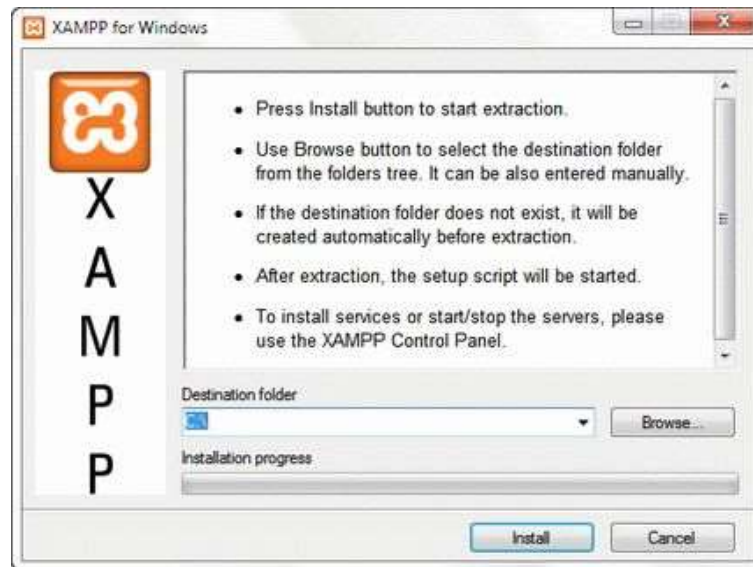 XAMPP for Windows
X
A
M
P
P
• Press Install button to start extraction.
• Use Browse button to select the destination folder
from the folders tree. It can be also entered manually.
• If the destination folder does not exist, it will be
created automatically before extraction.
• After extraction, the setup script will be started.
• To install services or start/stop the servers, please
use the XAMPP Control Panel.
Destination folder
C:\
Browse...
Installation progress
Install
Cancel